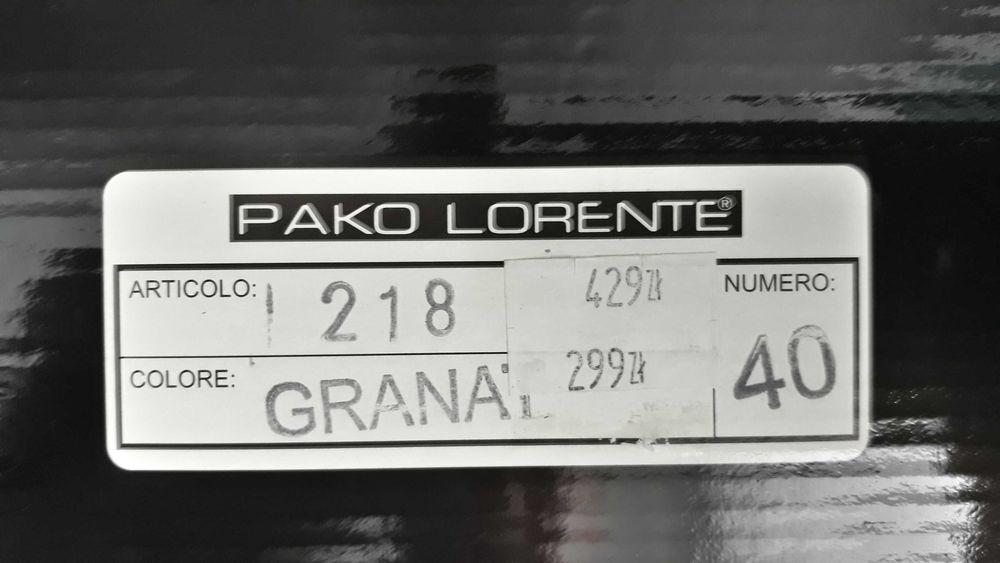 PAKO LORENTE®
ARTICOLO: 218
429zł
NUMERO:
COLORE:
299zł
40